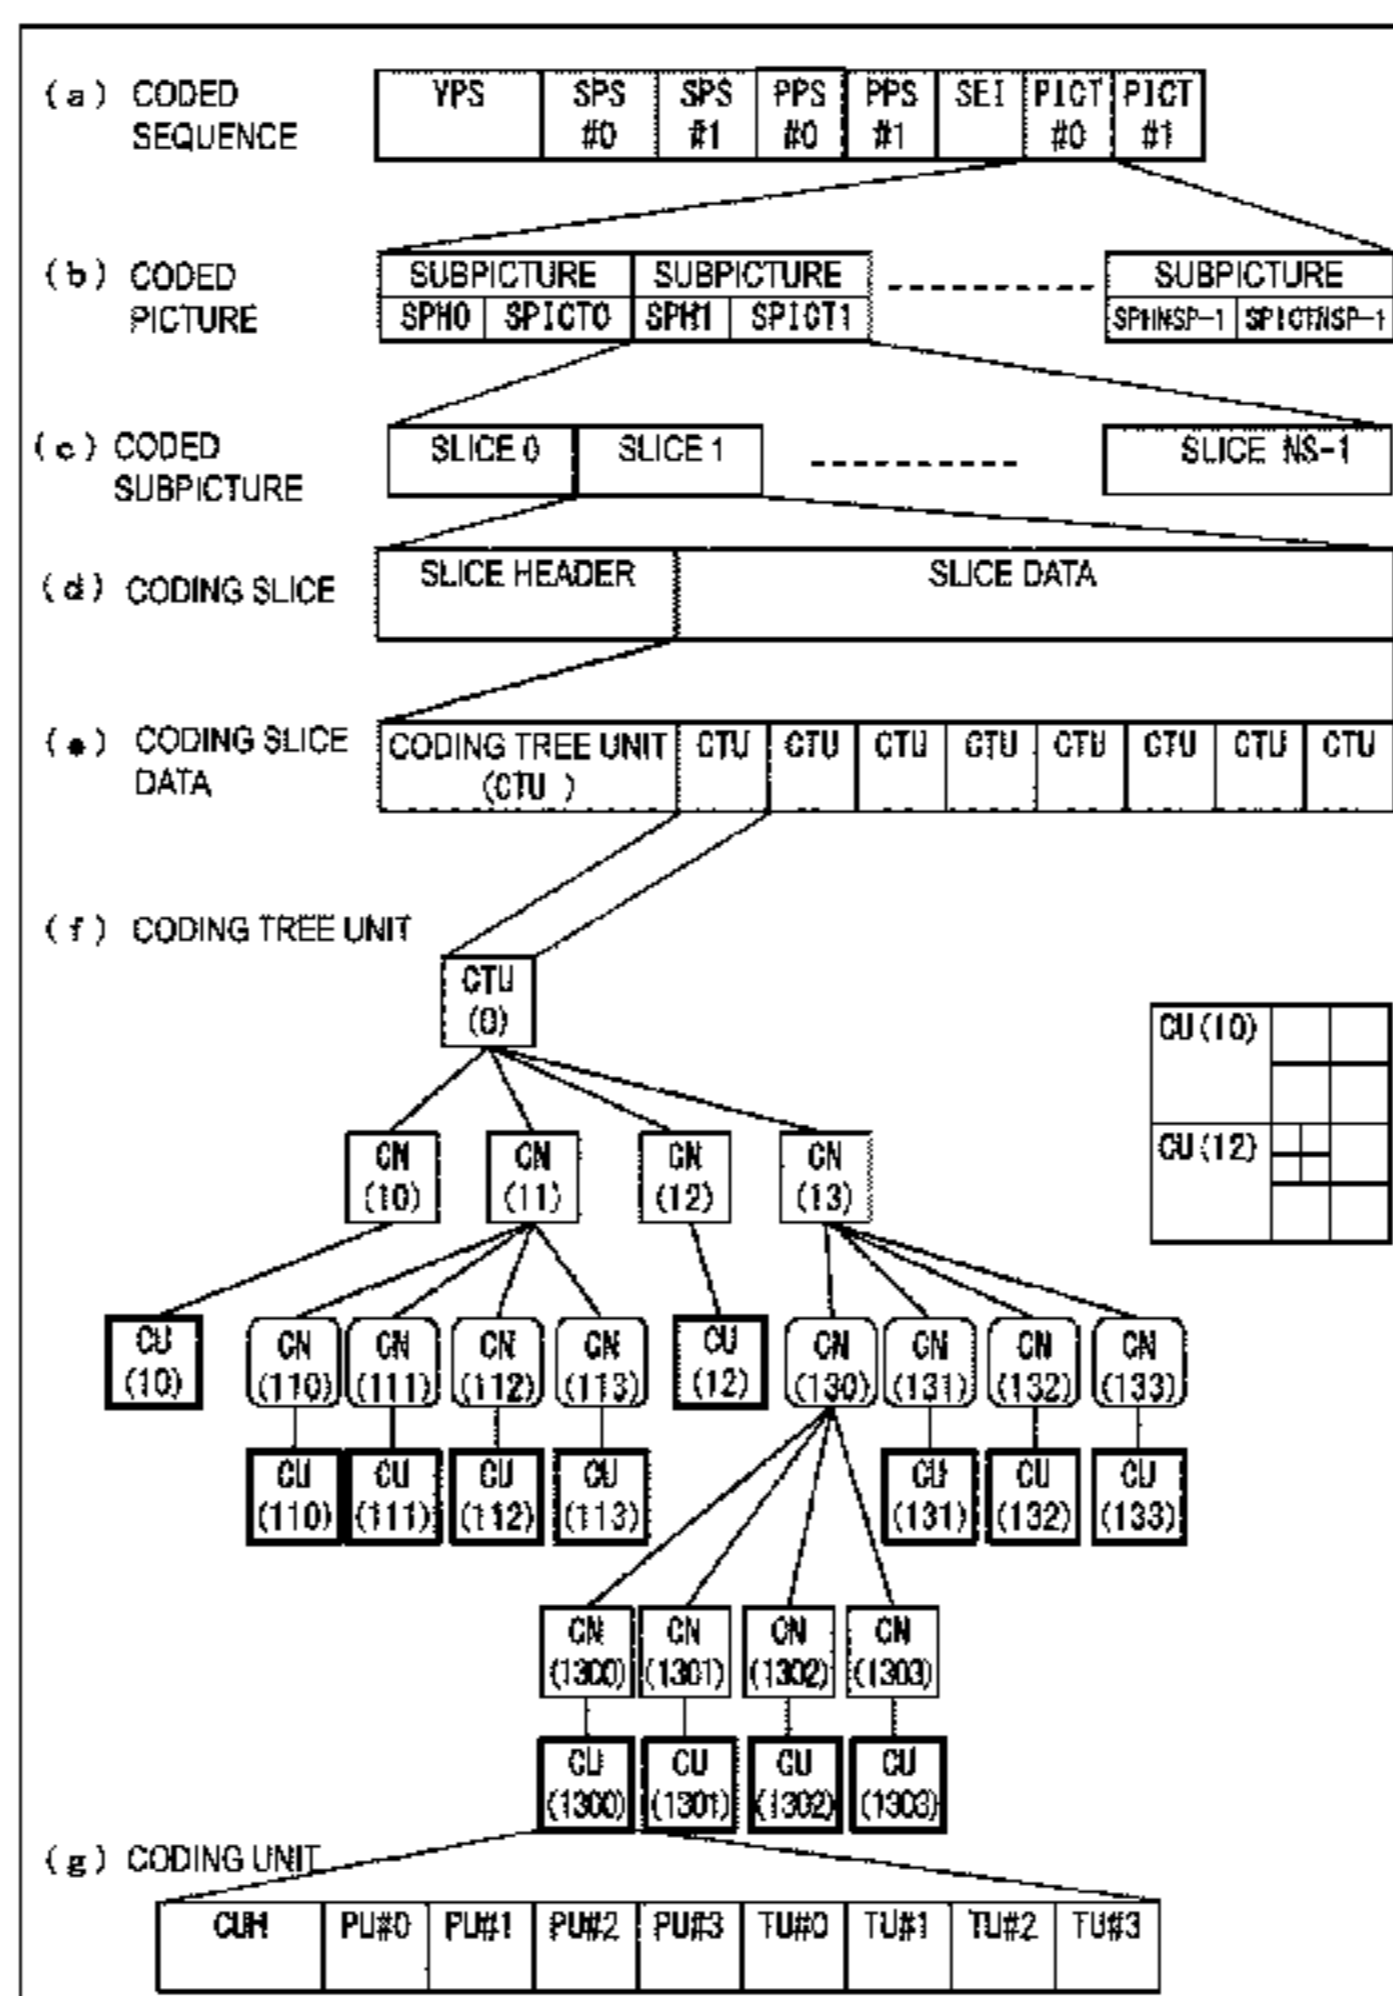 (a) CODED SEQUENCE
VPS SPS #0 SPS #1 PPS #0 PPS #1 SEI PICT #0 PICT #1
(b) CODED PICTURE
SUBPICTURE SUBPICTURE SUBPICTURE
SPH0 SPICT0 SPH1 SPICT1 SPHNSP-1 SPICTNSP-1
(c) CODED SUBPICTURE
SLICE 0 SLICE 1 SLICE NS-1
(d) CODING SLICE
SLICE HEADER SLICE DATA
(e) CODING SLICE DATA
CODING TREE UNIT (CTU ) CTU CTU CTU CTU CTU CTU CTU CTU
(f) CODING TREE UNIT
CTU (0)
CU(10)
CU(12)
CN (10) CN (11) CN (12) CN (13)
CU (10) CN (110) CN (111) CN (112) CN (113) CU (12) CN (130) CN (131) CN (132) CN (133)
CU (110) CU (111) CU (112) CU (113) CU (131) CU (132) CU (133)
CN (1300) CN (1301) CN (1302) CN (1303)
CU (1300) CU (1301) CU (1302) CU (1303)
(g) CODING UNIT
CUH PU#0 PU#1 PU#2 PU#3 TU#0 TU#1 TU#2 TU#3